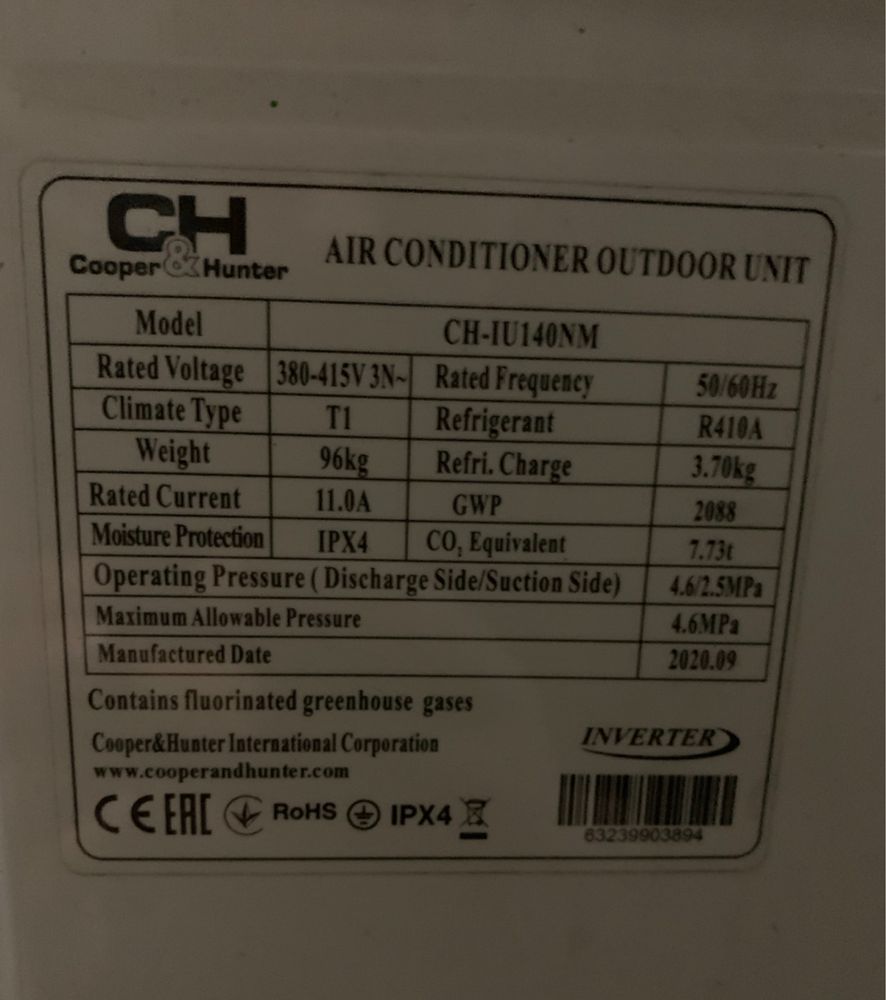 CH
Cooper & Hunter
AIR CONDITIONER OUTDOOR UNIT
Model CH-IU140NM
Rated Voltage 380-415V 3N~ Rated Frequency 50/60Hz
Climate Type T1 Refrigerant R410A
Weight 96kg Refri. Charge 3.70kg
Rated Current 11.0A GWP 2088
Moisture Protection IPX4 CO₂ Equivalent 7.73t
Operating Pressure ( Discharge Side/Suction Side) 4.6/2.5MPa
Maximum Allowable Pressure 4.6MPa
Manufactured Date 2020.09
Contains fluorinated greenhouse gases
Cooper&Hunter International Corporation
www.cooperandhunter.com
INVERTER
CE EAC RoHS IPX4
63239903894